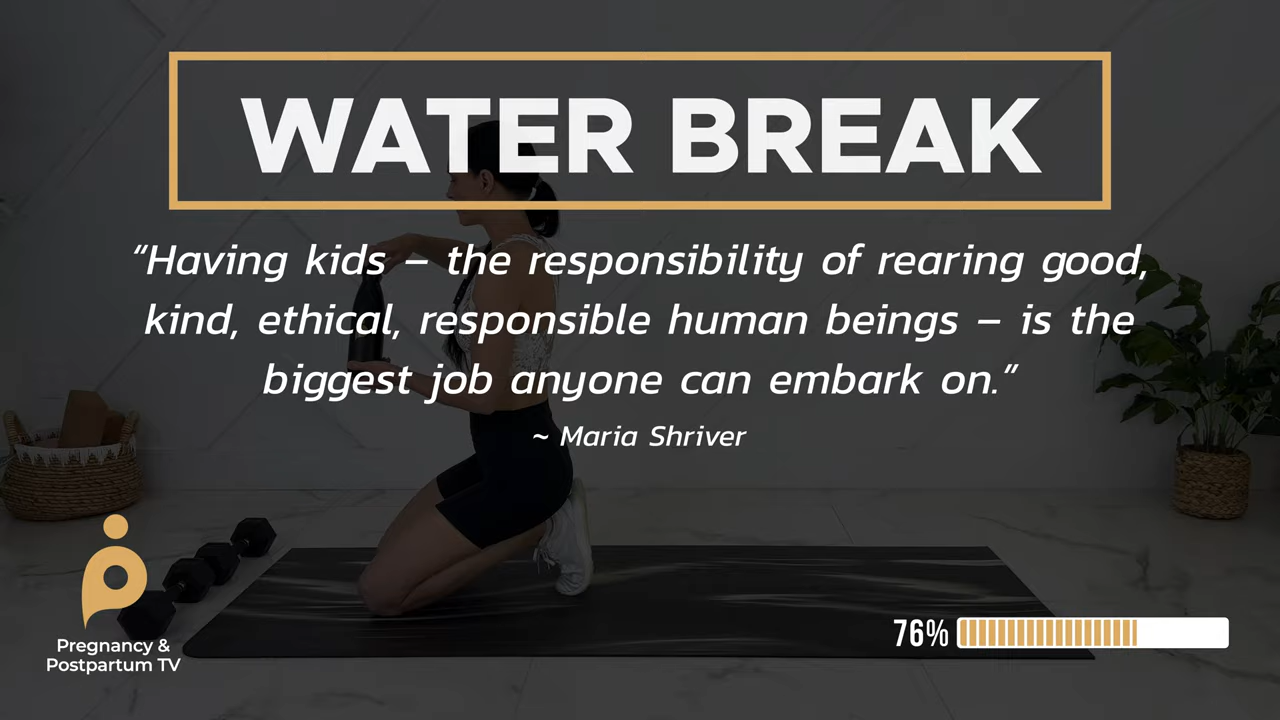 WATER BREAK
“Having kids – the responsibility of rearing good,
kind, ethical, responsible human beings – is the
biggest job anyone can embark on.”
~ Maria Shriver
Pregnancy &
Postpartum TV
76%